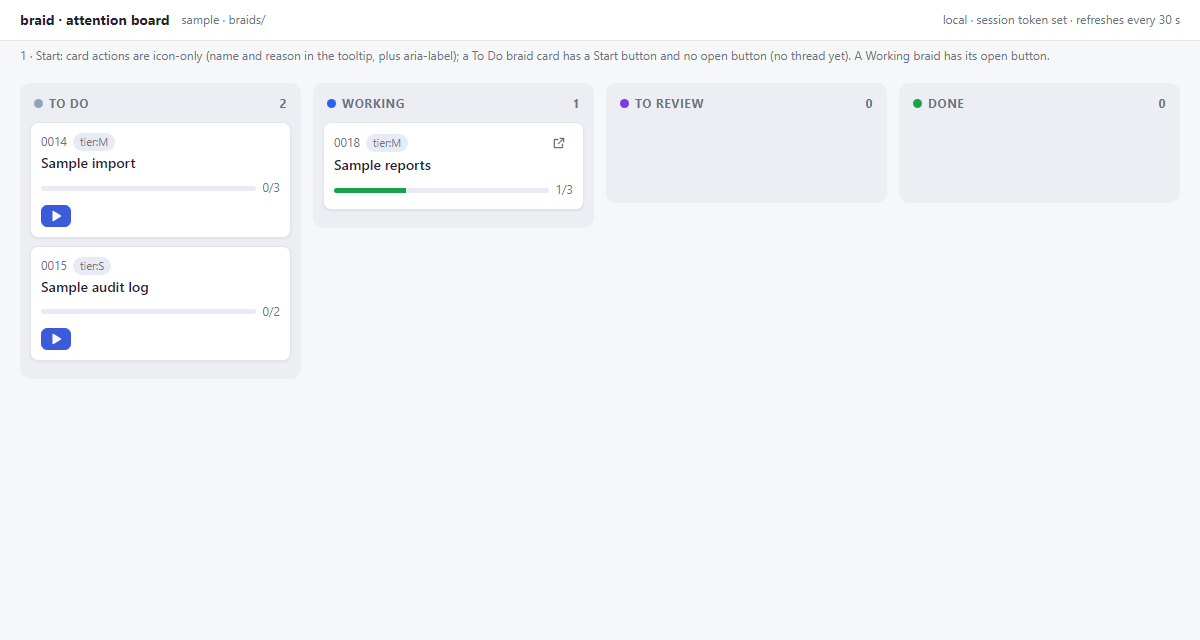 braid · attention board sample · braids/ local · session token set · refreshes every 30 s
1 · Start: card actions are icon-only (name and reason in the tooltip, plus aria-label); a To Do braid card has a Start button and no open button (no thread yet). A Working braid has its open button.
TO DO 2
0014 tier:M
Sample import
0/3
0015 tier:S
Sample audit log
0/2
WORKING 1
0018 tier:M
Sample reports
1/3
TO REVIEW 0
DONE 0